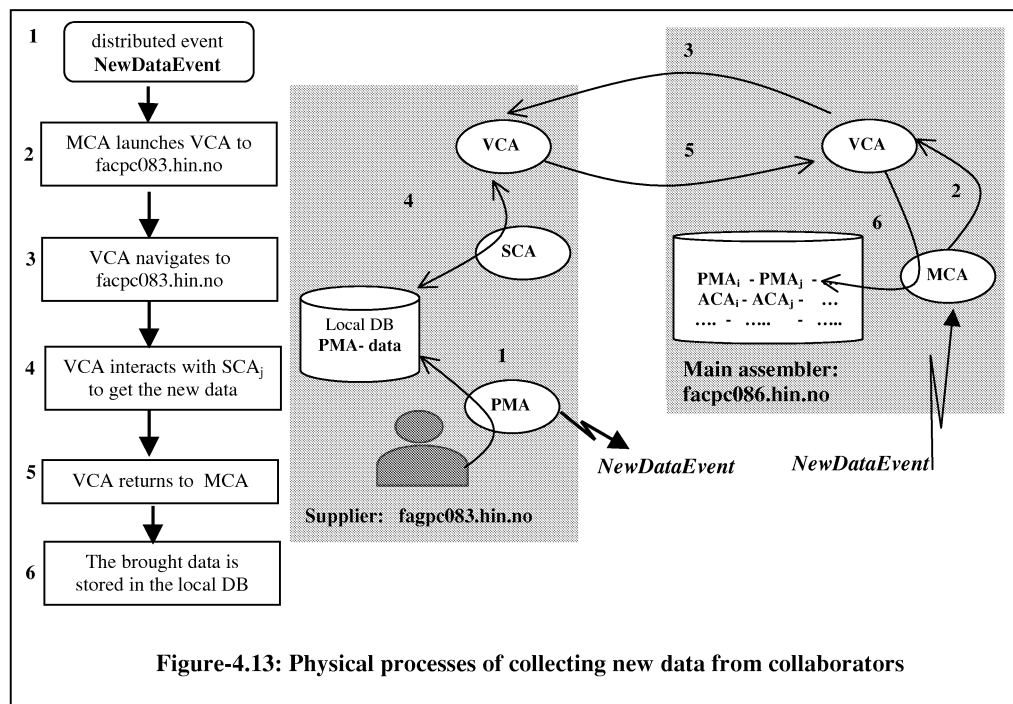 1
distributed event
NewDataEvent
2
MCA launches VCA to
facpc083.hin.no
3
VCA navigates to
facpc083.hin.no
4
VCA interacts with SCAj
to get the new data
5
VCA returns to MCA
6
The brought data is
stored in the local DB
VCA
4
SCA
Local DB
PMA- data
1
PMA
NewDataEvent
Supplier: fagpc083.hin.no
3
5
VCA
2
6
MCA
PMAi - PMAj - ...
ACAi - ACAj - …
…. - ….. - …..
Main assembler:
facpc086.hin.no
NewDataEvent
Figure-4.13: Physical processes of collecting new data from collaborators